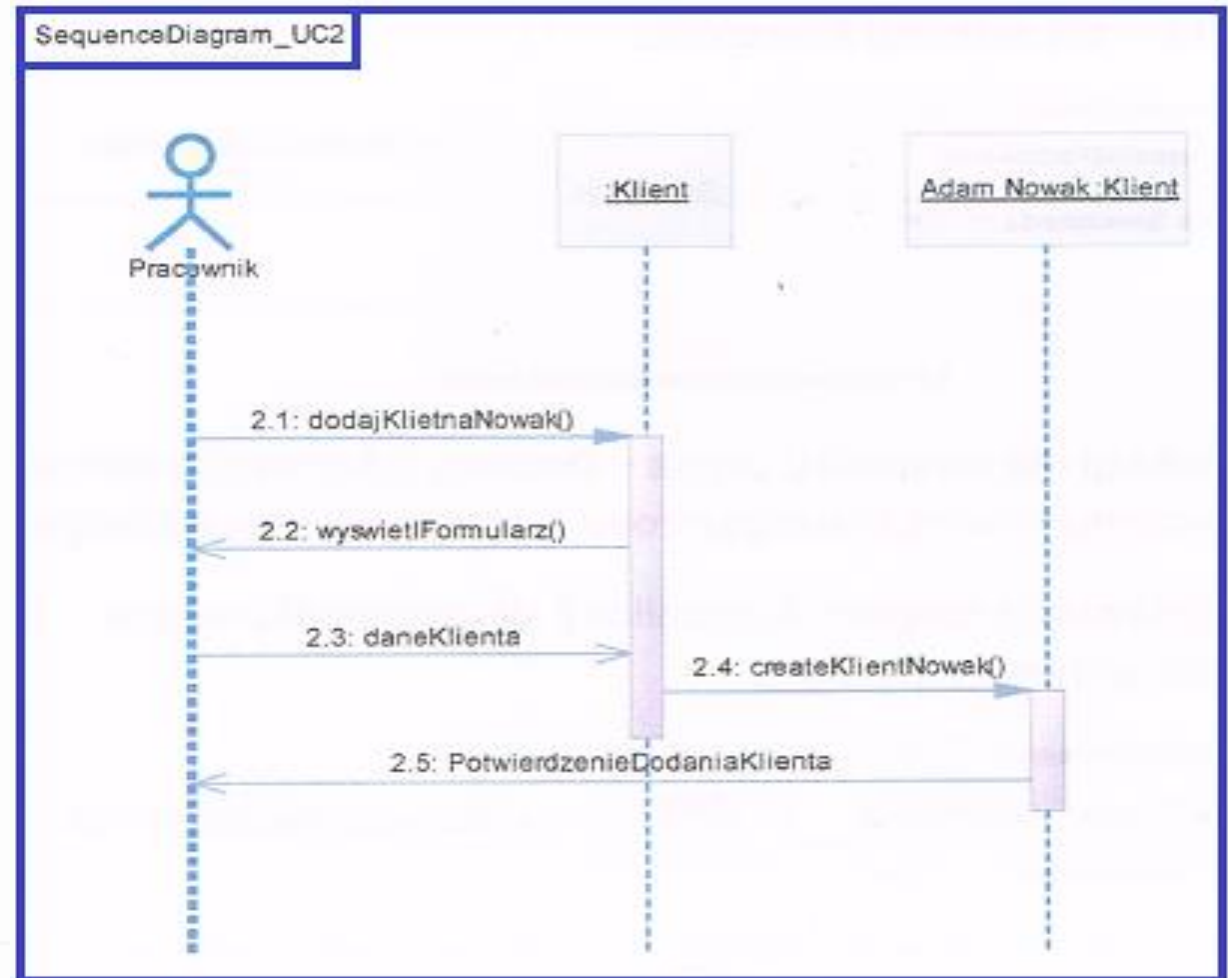 SequenceDiagram_UC2
:Klient
Adam Nowak:Klient
Pracownik
2.1: dodajKlietnaNowak()
2.2: wyswietlFormularz()
2.3: daneKlienta
2.4: createKlientNowak()
2.5: PotwierdzenieDodaniaKlienta